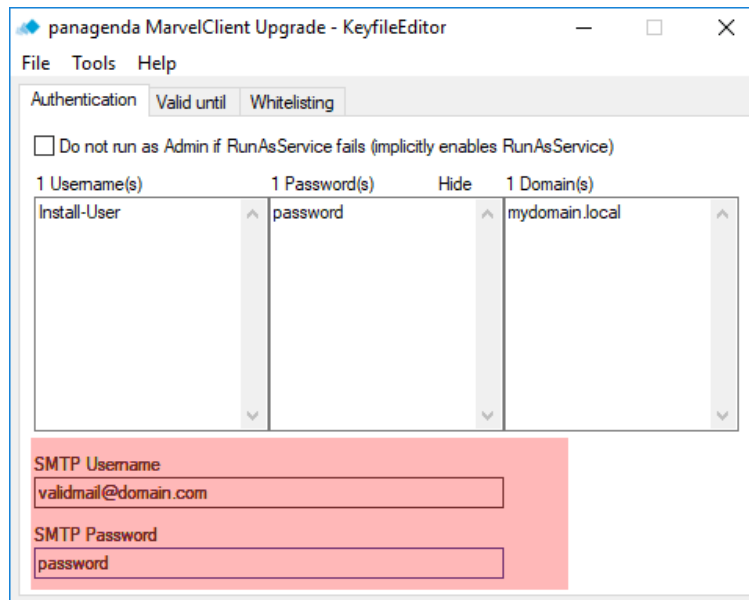 panagenda MarvelClient Upgrade - KeyfileEditor
File Tools Help
Authentication Valid until Whitelisting
Do not run as Admin if RunAsService fails (implicitly enables RunAsService)
1 Username(s) 1 Password(s) Hide 1 Domain(s)
Install-User password mydomain.local
SMTP Username
validmail@domain.com
SMTP Password
password